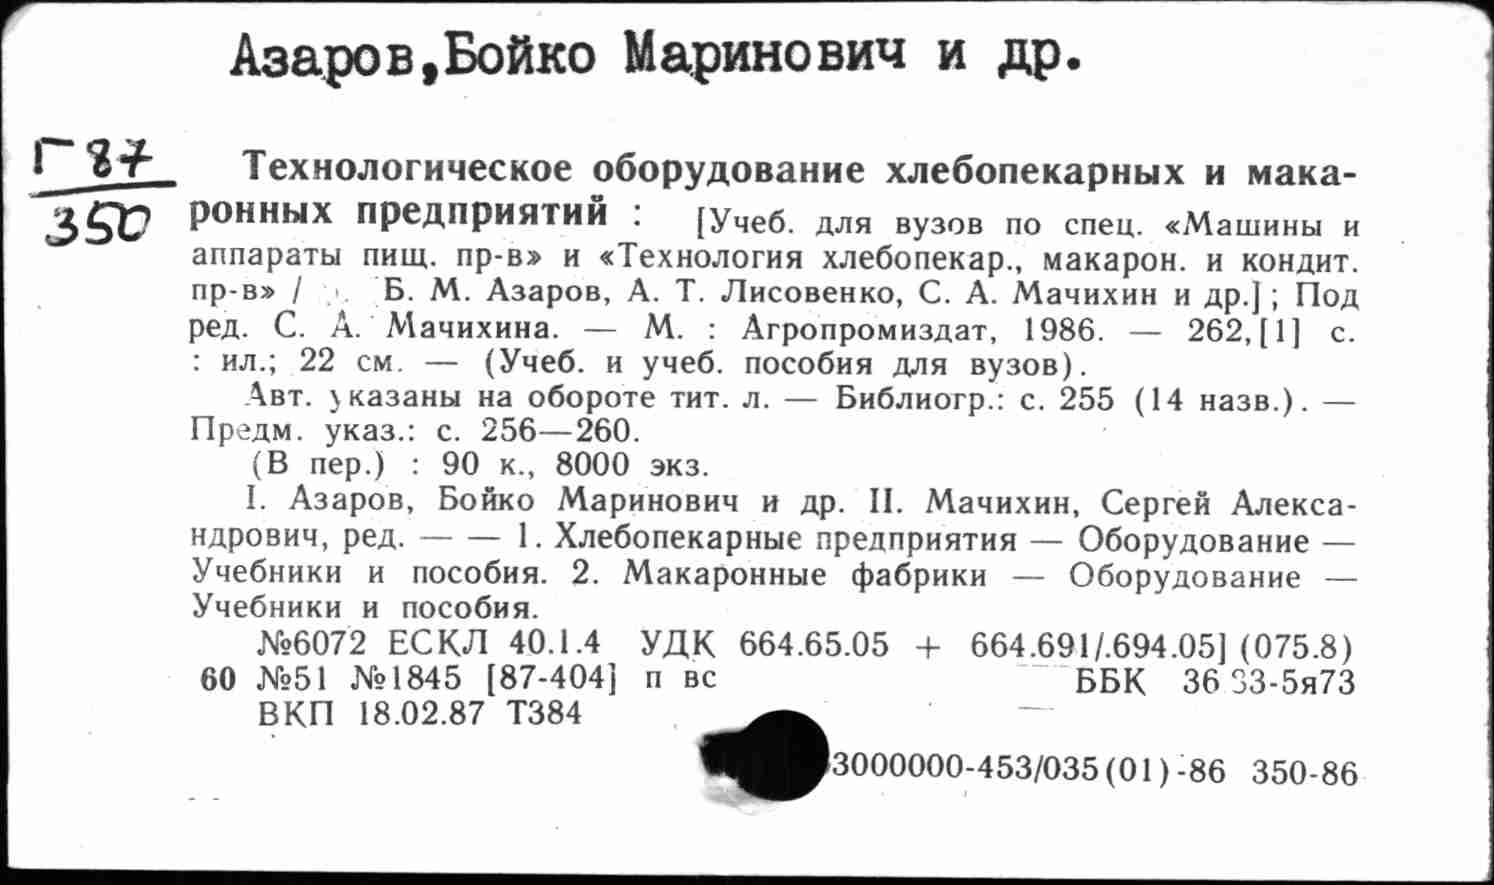 Азаров,Бойко Маринович и др.
Г 87
350
Технологическое оборудование хлебопекарных и мака-
ронных предприятий : [Учеб. для вузов по спец. «Машины и
аппараты пищ. пр-в» и «Технология хлебопекар., макарон. и кондит.
пр-в» / Б. М. Азаров, А. Т. Лисовенко, С. А. Мачихин и др.] ; Под
ред. С. А. Мачихина. — М. : Агропромиздат, 1986. — 262,[1] с.
: ил.; 22 см. — (Учеб. и учеб. пособия для вузов).
Авт. указаны на обороте тит. л. — Библиогр.: с. 255 (14 назв.). —
Предм. указ.: с. 256—260.
(В пер.) : 90 к., 8000 экз.
I. Азаров, Бойко Маринович и др. II. Мачихин, Сергей Алекса-
ндрович, ред. — — 1. Хлебопекарные предприятия — Оборудование —
Учебники и пособия. 2. Макаронные фабрики — Оборудование —
Учебники и пособия.
№6072 ЕСКЛ 40.1.4 УДК 664.65.05 + 664.691/.694.05] (075.8)
60 №51 №1845 [87-404] п вс ББК 36.83-5я73
ВКП 18.02.87 Т384
3000000-453/035(01)-86 350-86